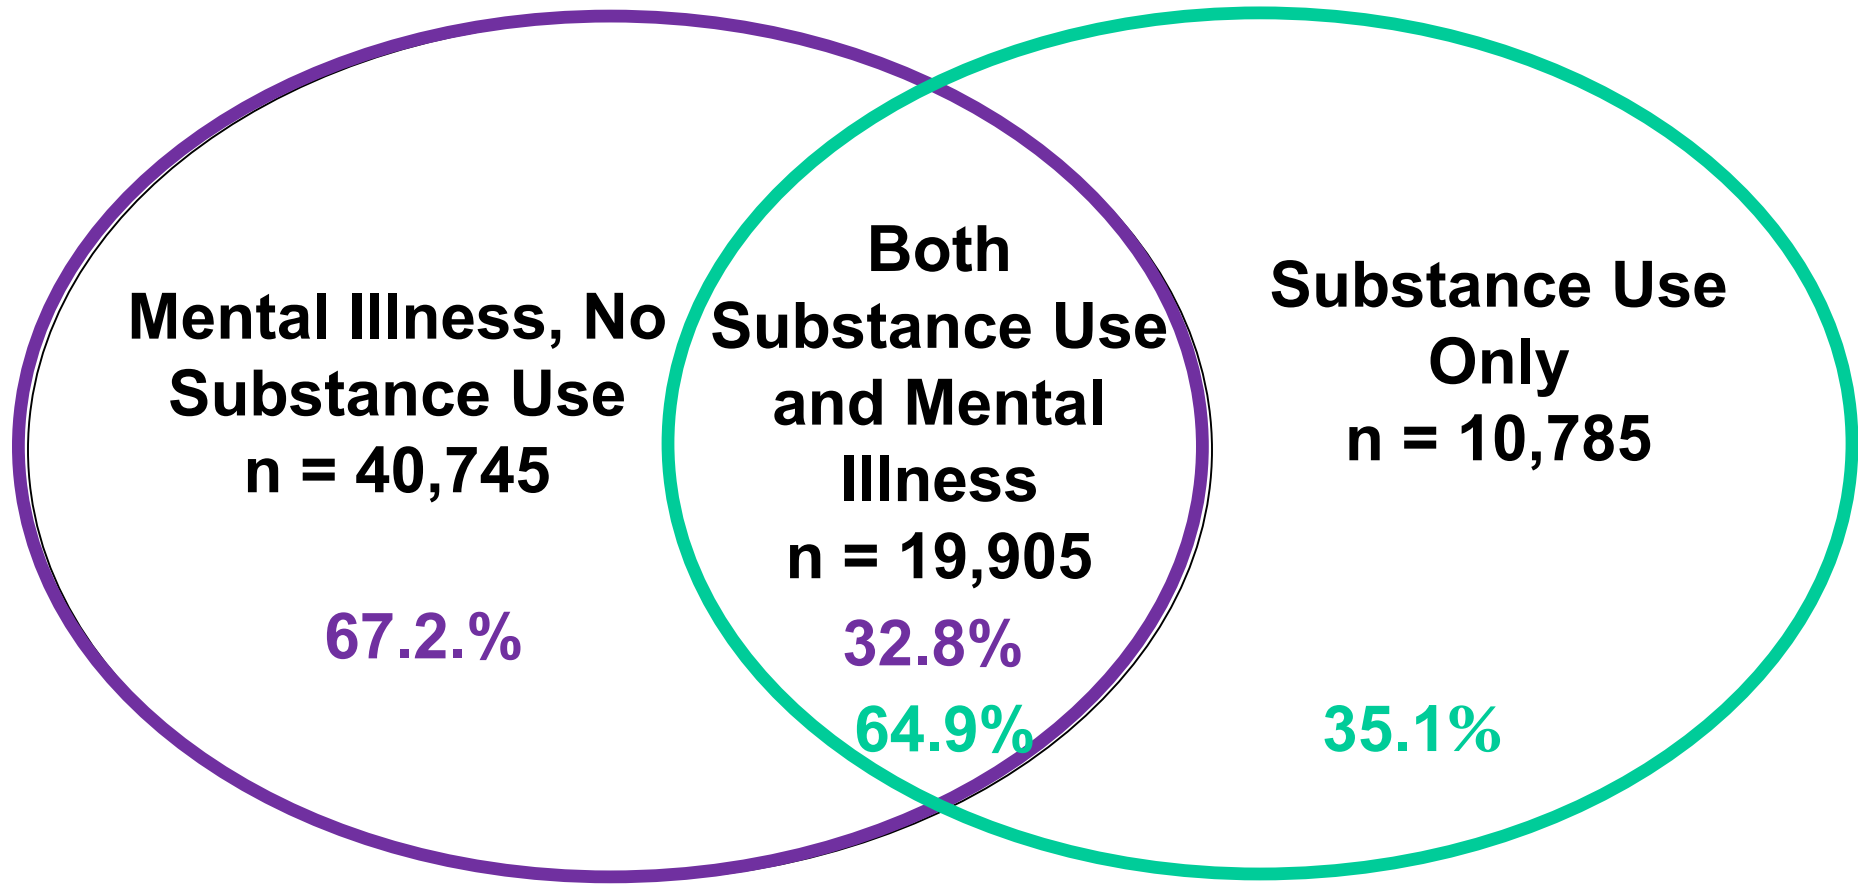 Mental Illness, No
Substance Use
n = 40,745
67.2.%
Both
Substance Use
and Mental
Illness
n = 19,905
32.8%
64.9%
Substance Use
Only
n = 10,785
35.1%